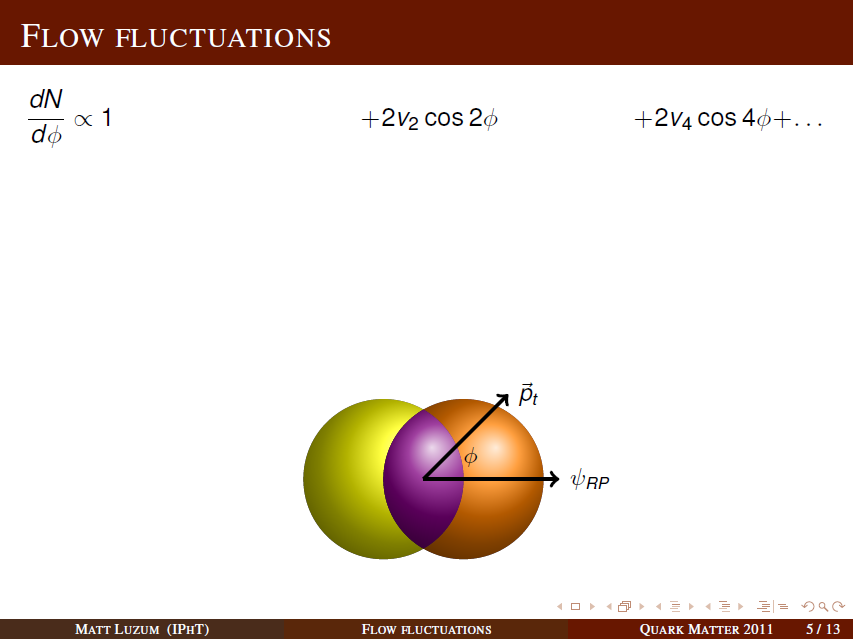 FLOW FLUCTUATIONS
dN/dϕ ∝ 1 +2v₂ cos 2ϕ +2v₄ cos 4ϕ+...
p⃗ₜ
ϕ
ψ_RP
MATT LUZUM (IPHT) FLOW FLUCTUATIONS QUARK MATTER 2011 5 / 13